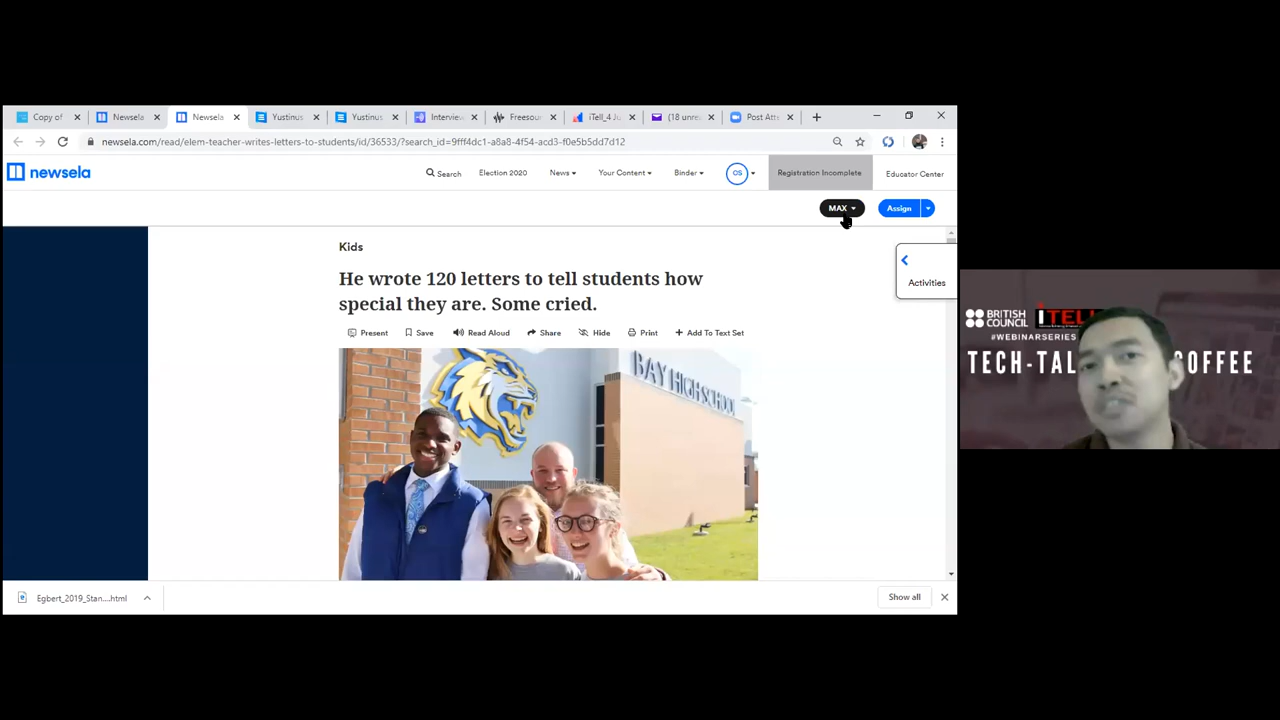 Copy of
Newsela
Newsela
Yustinus
Yustinus
Interview
Freesoun
iTell_4 Ju
(18 unrea
Post Atte
newsela.com/read/elem-teacher-writes-letters-to-students/id/36533/?search_id=9fff4dc1-a8a8-4f54-acd3-f0e5b5dd7d12
newsela
Search
Election 2020
News
Your Content
Binder
CS
Registration Incomplete
Educator Center
MAX
Assign
Kids
Activities
He wrote 120 letters to tell students how
special they are. Some cried.
Present
Save
Read Aloud
Share
Hide
Print
Add To Text Set
BAY HIGH SCHOOL
Egbert_2019_Stan....html
Show all
BRITISH
COUNCIL
iTELL
#WEBINARSERIES
TECH-TAL
OFFEE